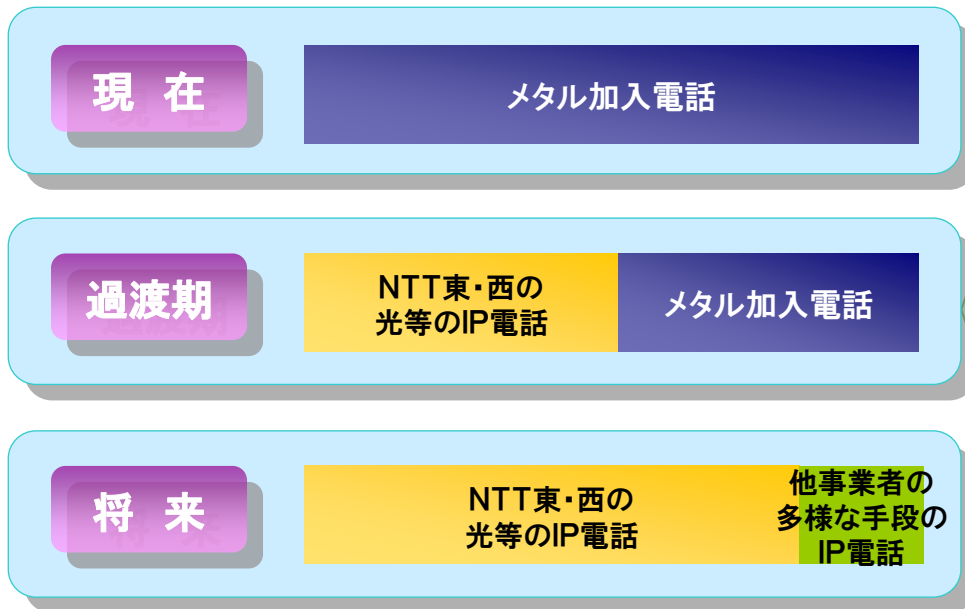 現 在
メタル加入電話
過渡期
NTT東・西の
光等のIP電話
メタル加入電話
将 来
NTT東・西の
光等のIP電話
他事業者の
多様な手段の
IP電話